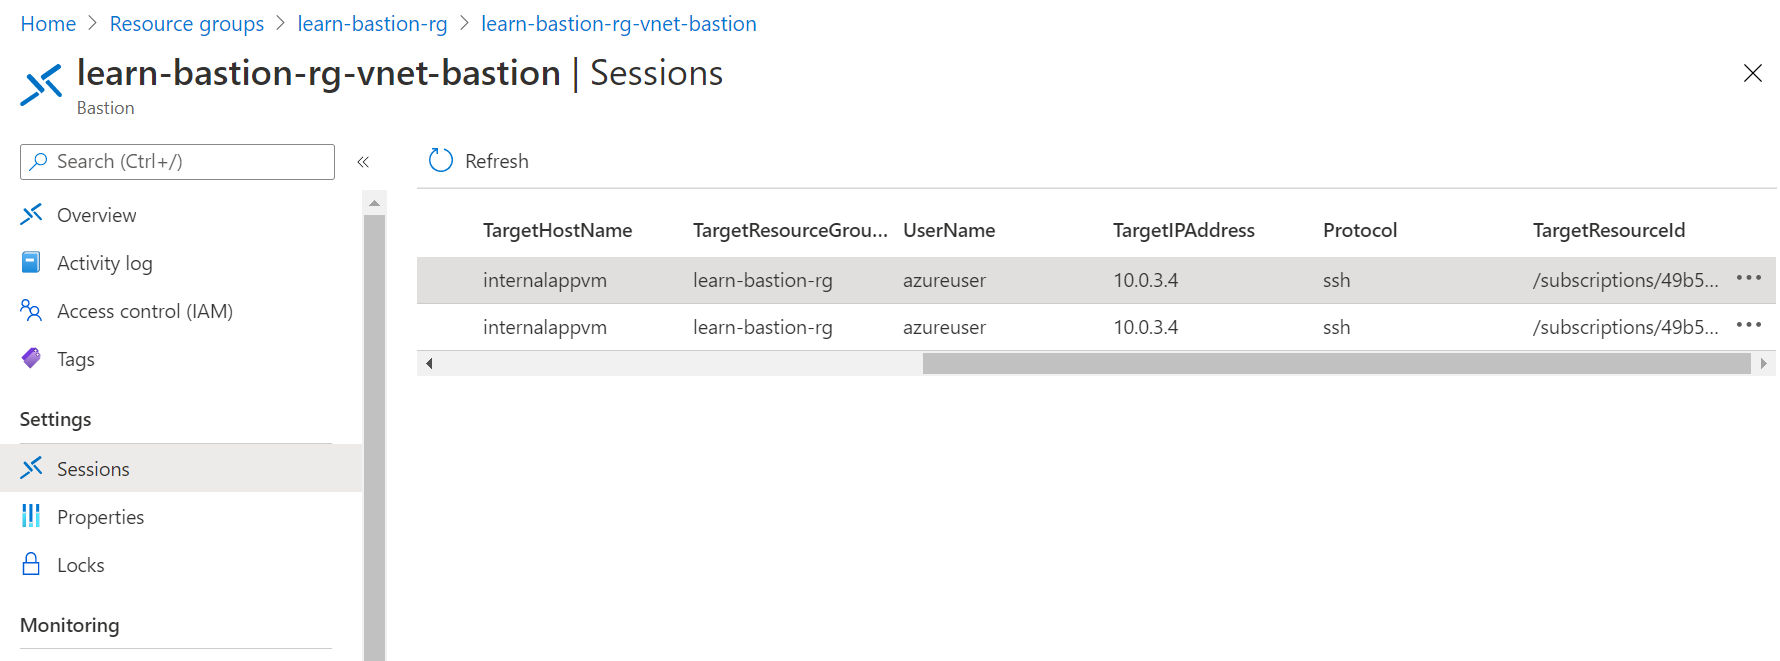 Home > Resource groups > learn-bastion-rg > learn-bastion-rg-vnet-bastion
learn-bastion-rg-vnet-bastion | Sessions
Bastion
Search (Ctrl+/)
«
Refresh
Overview
Activity log
Access control (IAM)
Tags
Settings
Sessions
Properties
Locks
Monitoring
TargetHostName TargetResourceGrou... UserName TargetIPAddress Protocol TargetResourceId
internalappvm learn-bastion-rg azureuser 10.0.3.4 ssh /subscriptions/49b5... •••
internalappvm learn-bastion-rg azureuser 10.0.3.4 ssh /subscriptions/49b5... •••